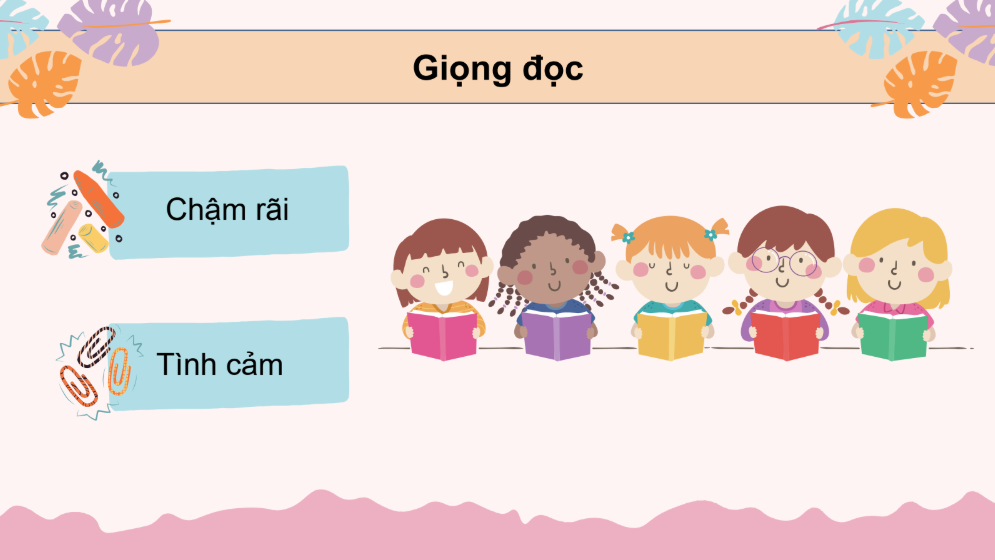 Giọng đọc
Chậm rãi
Tình cảm